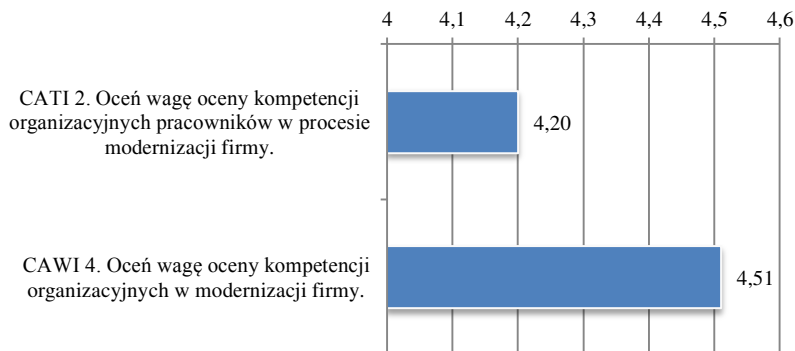 4 4,1 4,2 4,3 4,4 4,5 4,6
CATI 2. Oceń wagę oceny kompetencji
organizacyjnych pracowników w procesie
modernizacji firmy.
4,20
CAWI 4. Oceń wagę oceny kompetencji
organizacyjnych w modernizacji firmy.
4,51